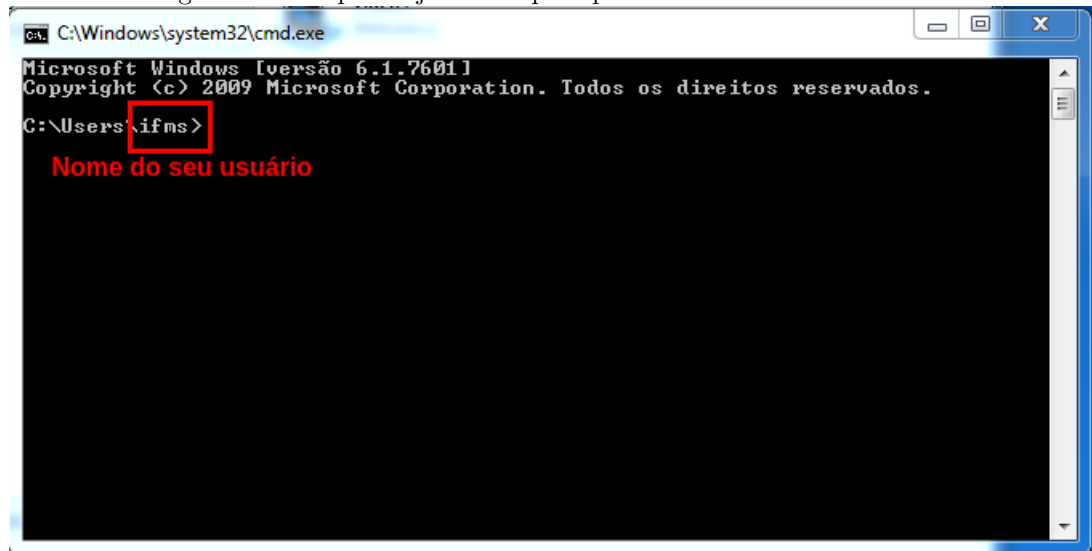 C:\Windows\system32\cmd.exe
Microsoft Windows [versão 6.1.7601]
Copyright (c) 2009 Microsoft Corporation. Todos os direitos reservados.
C:\Users\ifms>
Nome do seu usuário